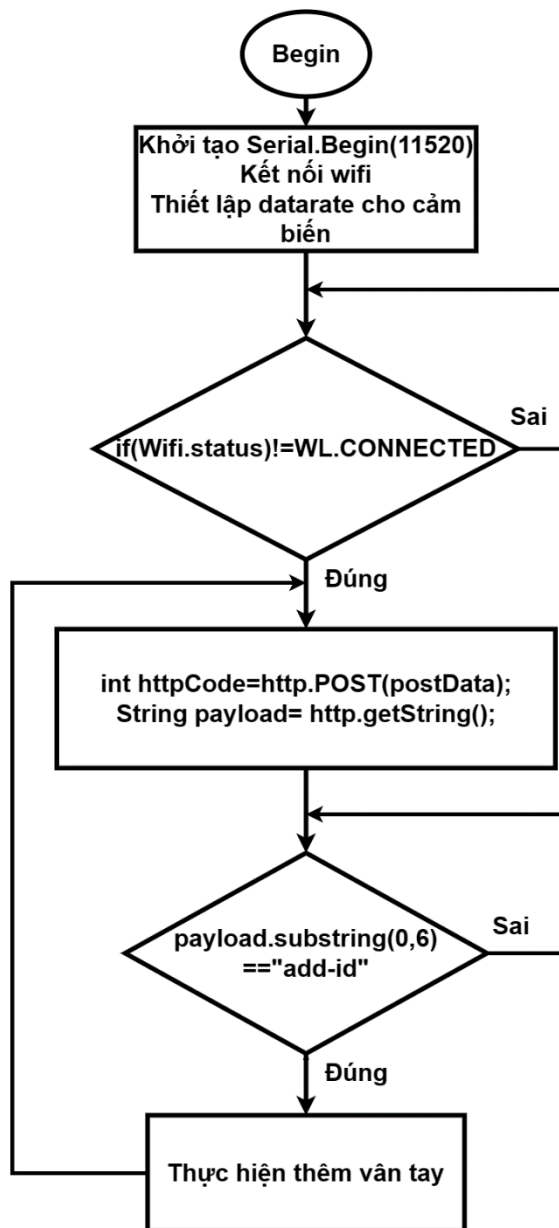 Begin
Khởi tạo Serial.Begin(11520)
Kết nối wifi
Thiết lập datarate cho cảm
biến
if(Wifi.status)!=WL.CONNECTED
Sai
Đúng
int httpCode=http.POST(postData);
String payload= http.getString();
payload.substring(0,6)
=="add-id"
Sai
Đúng
Thực hiện thêm vân tay